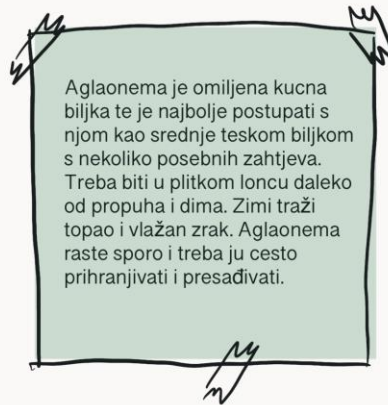 Aglaonema je omiljena kucna
biljka te je najbolje postupati s
njom kao srednje teskom biljkom
s nekoliko posebnih zahtjeva.
Treba biti u plitkom loncu daleko
od propuha i dima. Zimi traži
topao i vlažan zrak. Aglaonema
raste sporo i treba ju cesto
prihranjivati i presađivati.